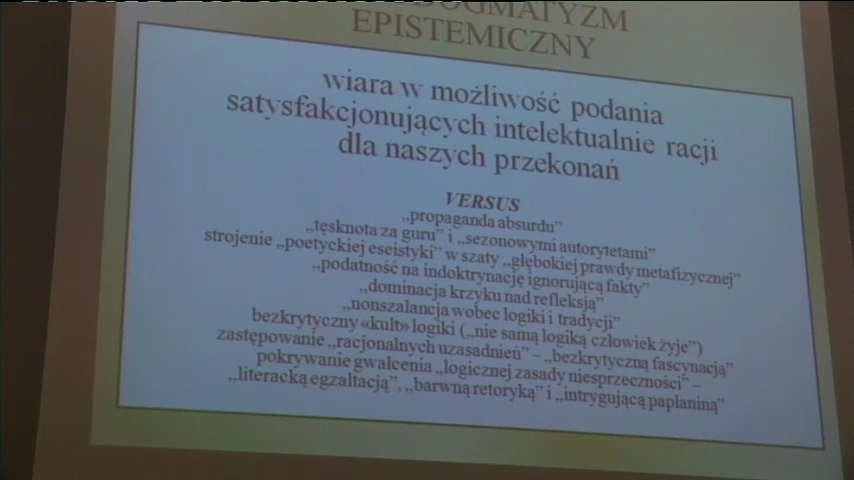 DOGMATYZM
EPISTEMICZNY
wiara w możliwość podania
satysfakcjonujących intelektualnie racji
dla naszych przekonań
VERSUS
„propaganda absurdu”
„tęsknota za guru” i „sezonowymi autorytetami”
strojenie „poetyckiej eseistyki” w szaty „głębokiej prawdy metafizycznej”
„podatność na indoktrynację ignorującą fakty”
„dominacja krzyku nad refleksją”
„nonszalancja wobec logiki i tradycji”
bezkrytyczny «kult» logiki („nie samą logiką człowiek żyje”)
zastępowanie „racjonalnych uzasadnień” – „bezkrytyczną fascynacją”
pokrywanie gwałcenia „logicznej zasady niesprzeczności” –
„literacką egzaltacją”, „barwną retoryką” i „intrygującą paplaniną”